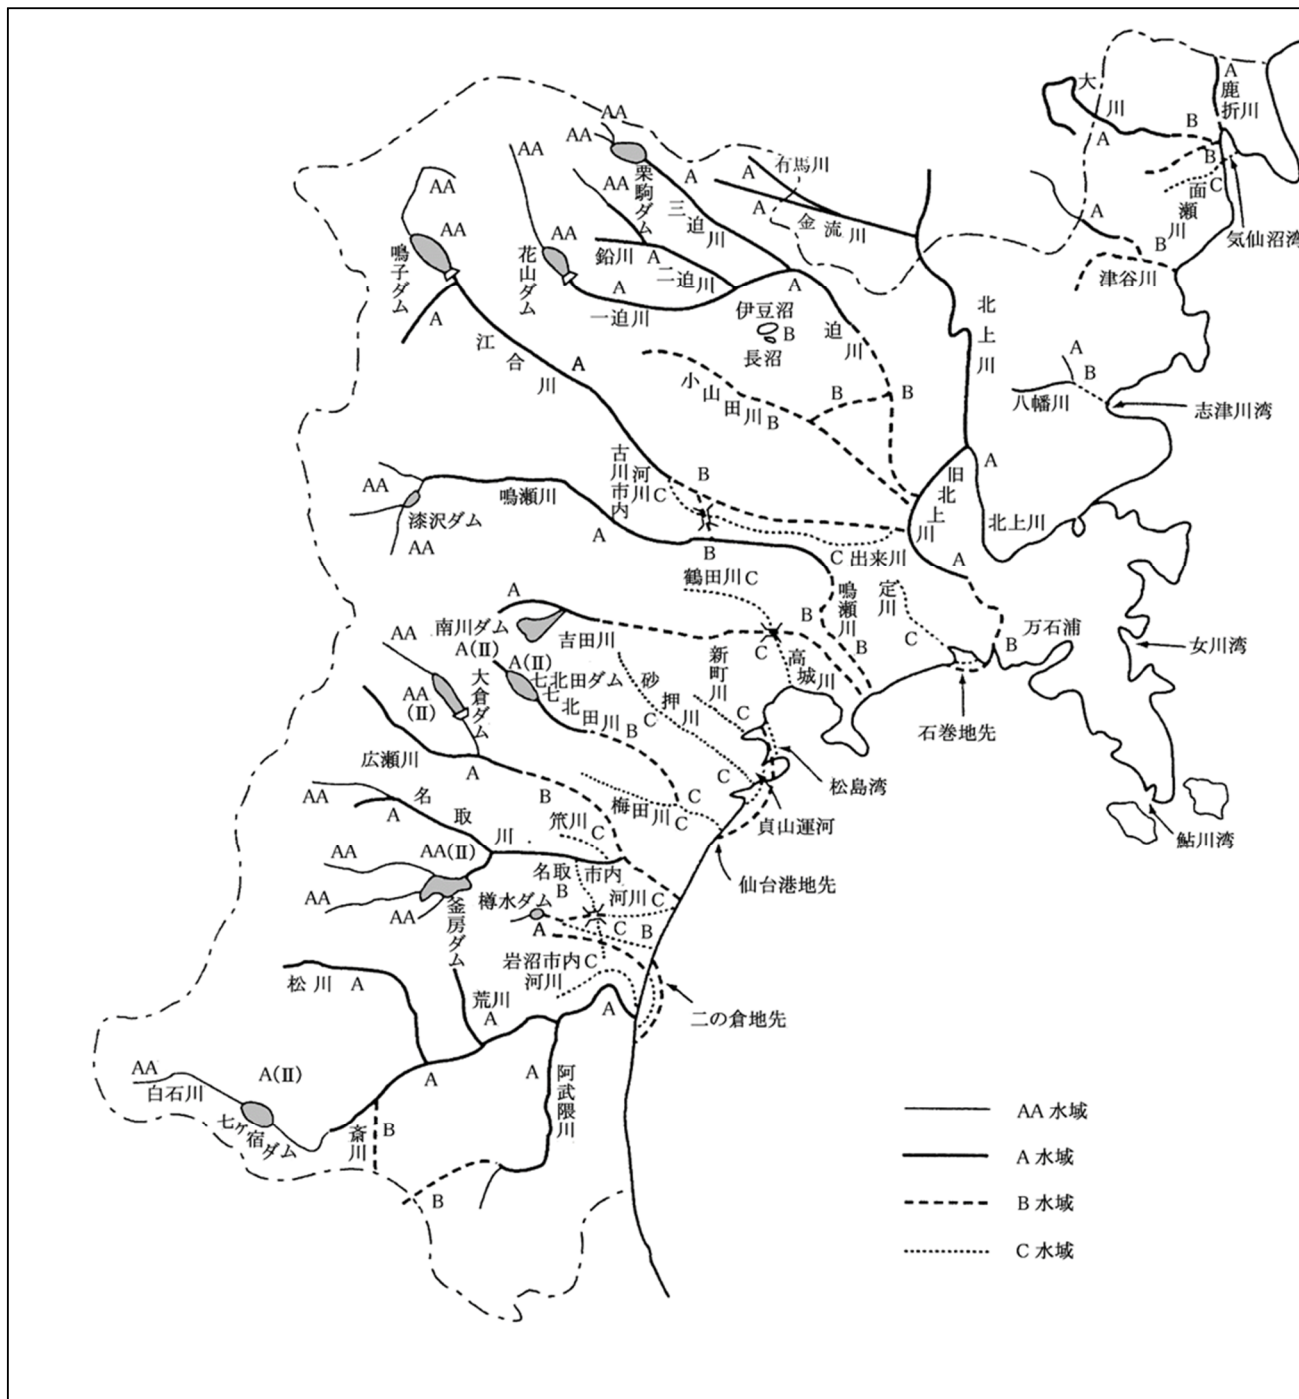 大川
A
鹿折川
B
A
B
C
面瀬川
気仙沼湾
A
B
津谷川
A
B
八幡川
志津川湾
AA
AA
栗駒ダム
A
三迫川
有馬川
A
A
金流川
AA
AA
鉛川
A
二迫川
AA
花山ダム
A
一迫川
A
伊豆沼
B
長沼
迫川
B
B
小山田川
B
AA
AA
鳴子ダム
A
江合川
A
北上川
A
旧北上川
北上川
A
B
古川市内河川
C
B
B
C
出来川
AA
漆沢ダム
AA
鳴瀬川
A
鶴田川
C
鳴瀬川
B
B
定川
C
万石浦
B
女川湾
石巻地先
鮎川湾
A
南川ダム
A(Ⅱ)
吉田川
C
高城川
新町川
C
松島湾
AA
AA
(Ⅱ)
大倉ダム
A(Ⅱ)
七北田ダム
七北田川
B
砂押川
C
C
貞山運河
広瀬川
A
B
梅田川
C
C
仙台港地先
AA
A
名取川
AA(Ⅱ)
AA
AA
AA
釜房ダム
笊川
C
名取市内河川
B
C
樽水ダム
A
C
B
岩沼市内河川
C
二の倉地先
松川
A
荒川
A
A
阿武隈川
A
A
AA
白石川
A(Ⅱ)
七ケ宿ダム
斎川
B
B
AA 水域
A 水域
B 水域
C 水域